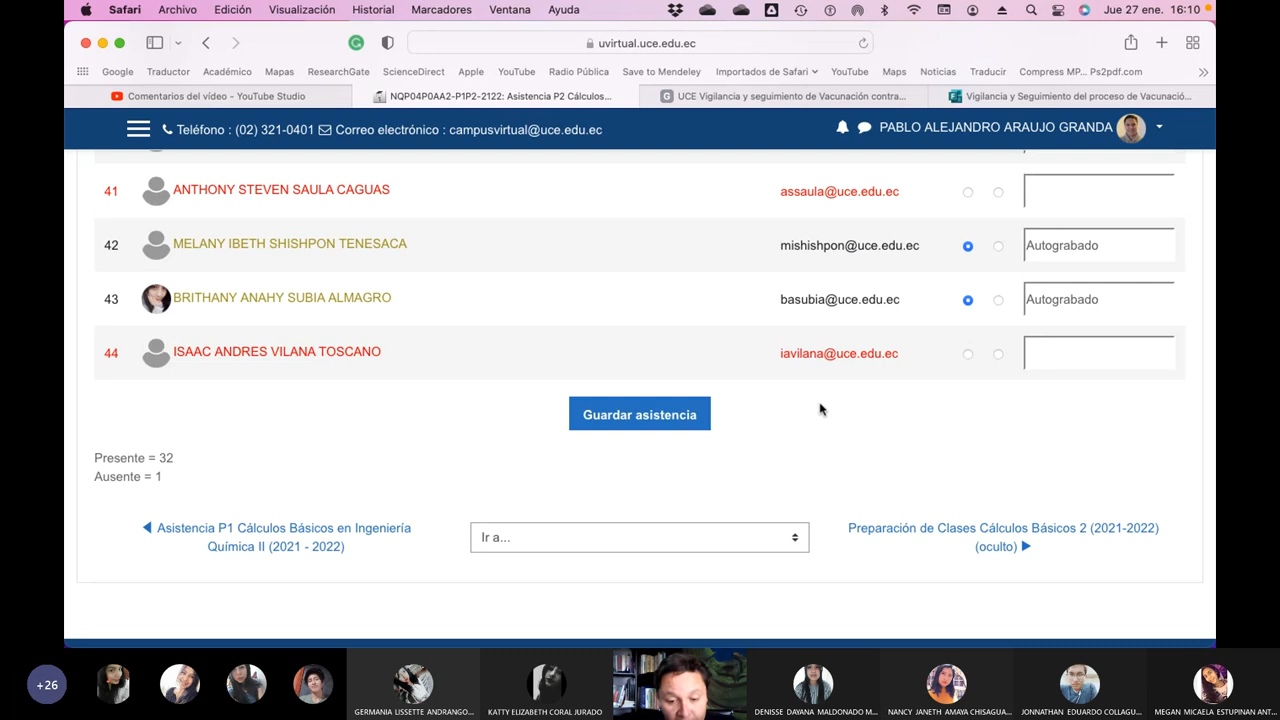 Safari Archivo Edición Visualización Historial Marcadores Ventana Ayuda Jue 27 ene. 16:10
uvirtual.uce.edu.ec
Google Traductor Académico Mapas ResearchGate ScienceDirect Apple YouTube Radio Pública Save to Mendeley Importados de Safari YouTube Maps Noticias Traducir Compress MP... Ps2pdf.com
Comentarios del vídeo - YouTube Studio NQP04P0AA2-P1P2-2122: Asistencia P2 Cálculos... UCE Vigilancia y seguimiento de Vacunación contra... Vigilancia y Seguimiento del proceso de Vacunació...
Teléfono : (02) 321-0401 Correo electrónico : campusvirtual@uce.edu.ec PABLO ALEJANDRO ARAUJO GRANDA
41 ANTHONY STEVEN SAULA CAGUAS assaula@uce.edu.ec
42 MELANY IBETH SHISHPON TENESACA mishishpon@uce.edu.ec Autograbado
43 BRITHANY ANAHY SUBIA ALMAGRO basubia@uce.edu.ec Autograbado
44 ISAAC ANDRES VILANA TOSCANO iavilana@uce.edu.ec
Guardar asistencia
Presente = 32
Ausente = 1
◀ Asistencia P1 Cálculos Básicos en Ingeniería
Química II (2021 - 2022)
Ir a...
Preparación de Clases Cálculos Básicos 2 (2021-2022)
(oculto) ▶
+26
GERMANIA LISSETTE ANDRANGO... KATTY ELIZABETH CORAL JURADO DENISSE DAYANA MALDONADO M... NANCY JANETH AMAYA CHISAGUA... JONNATHAN EDUARDO COLLAGU... MEGAN MICAELA ESTUPINAN ANT...